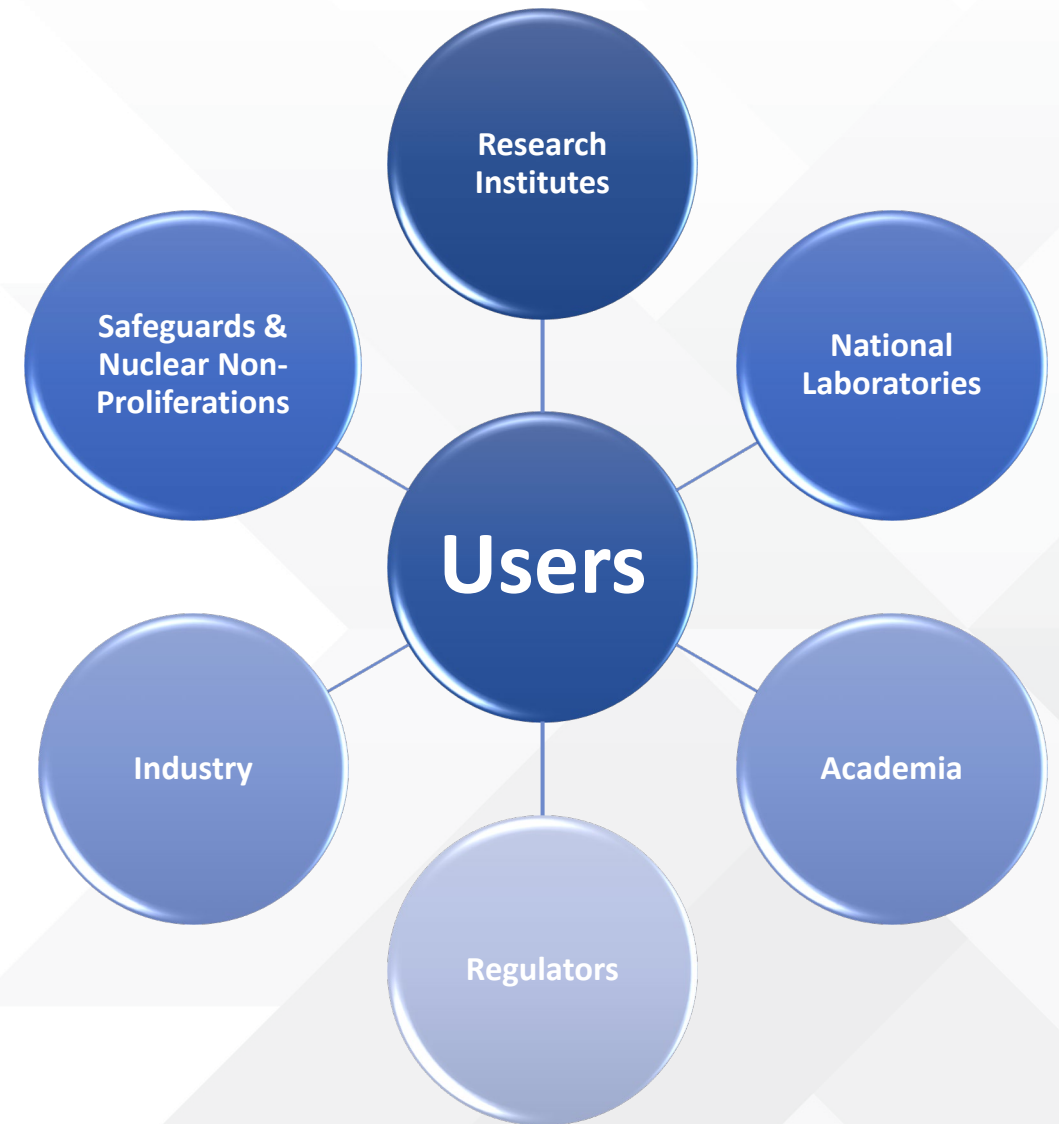 Research
Institutes
Safeguards &
Nuclear Non-
Proliferations
National
Laboratories
Users
Industry
Academia
Regulators